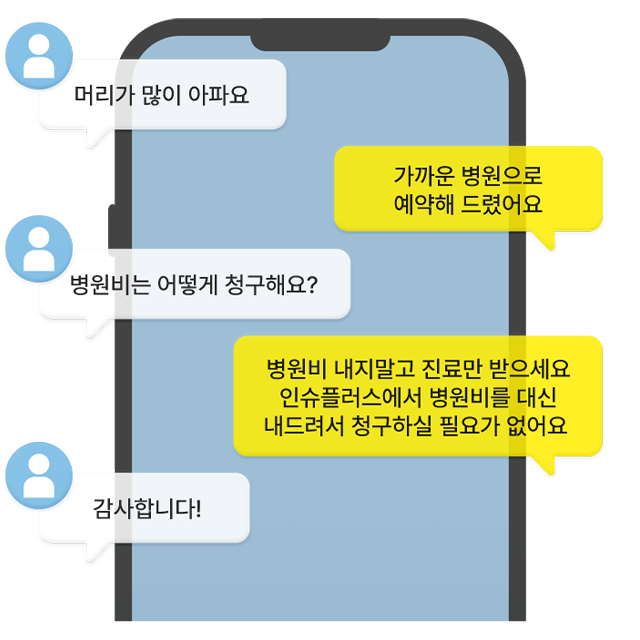 머리가 많이 아파요
가까운 병원으로
예약해 드렸어요
병원비는 어떻게 청구해요?
병원비 내지말고 진료만 받으세요
인슈플러스에서 병원비를 대신
내드려서 청구하실 필요가 없어요
감사합니다!